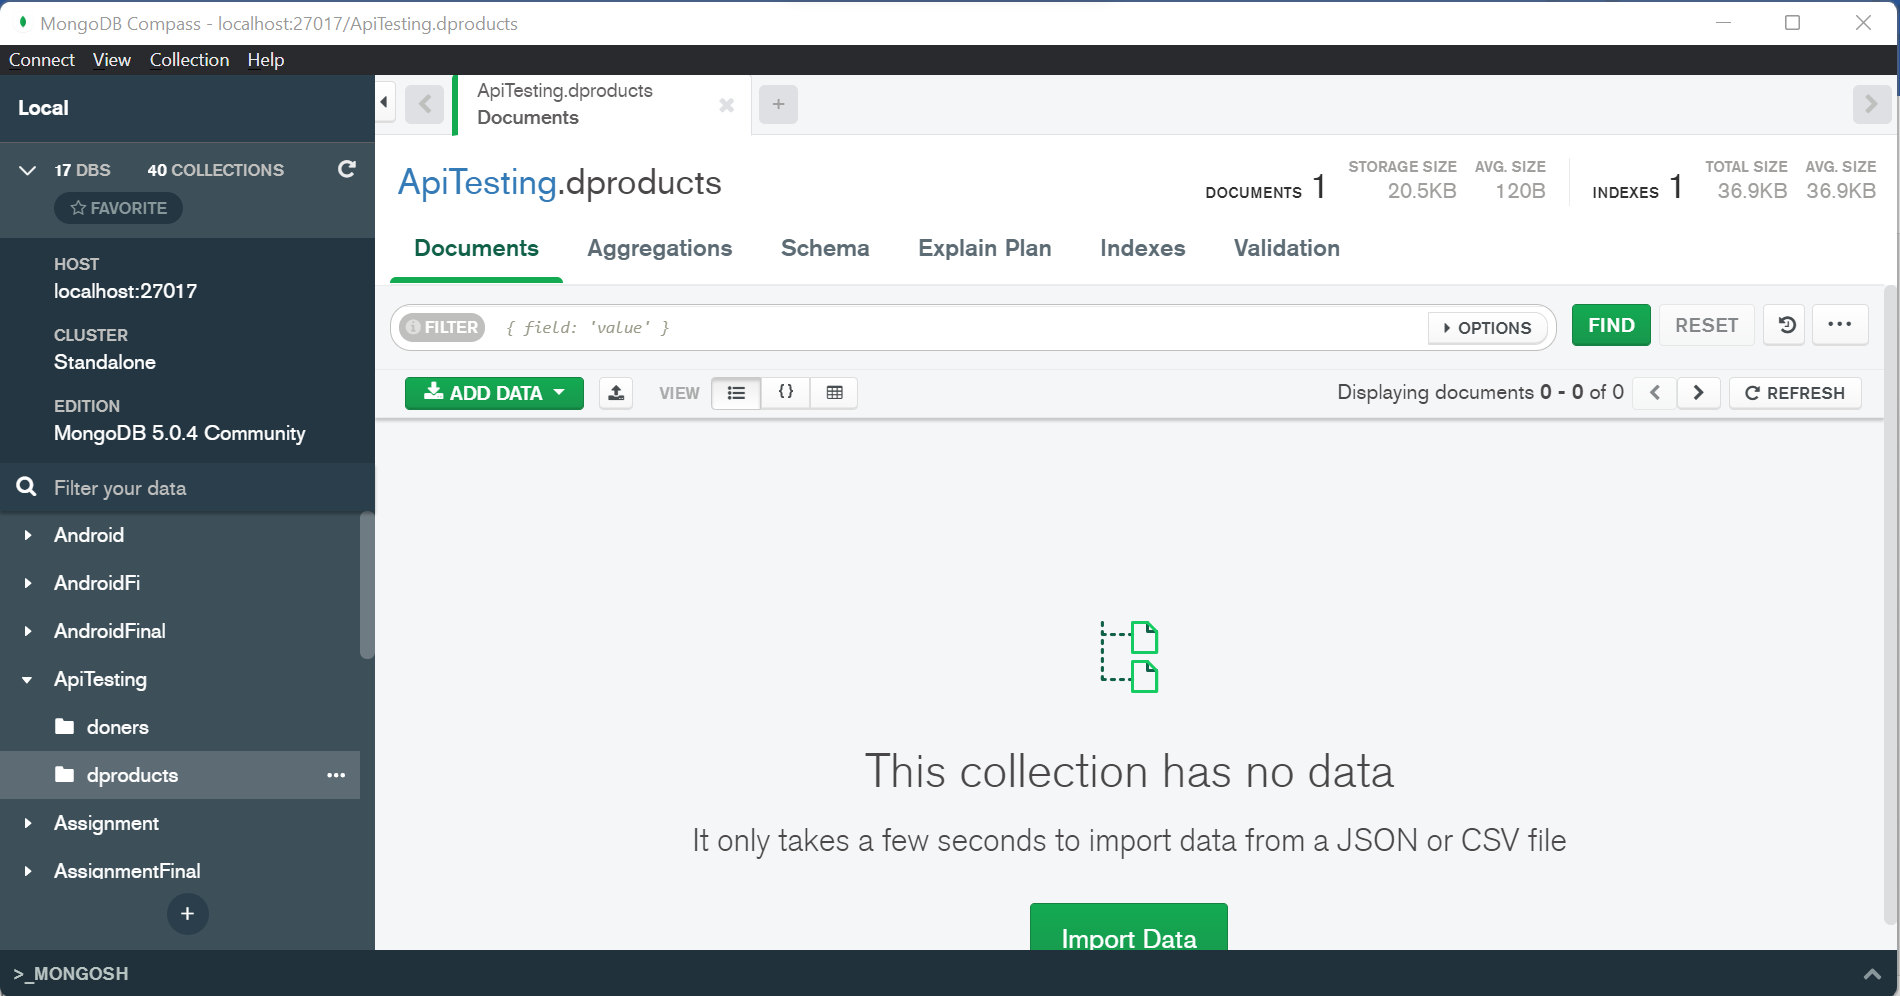 MongoDB Compass - localhost:27017/ApiTesting.dproducts
Connect View Collection Help
Local
17 DBS 40 COLLECTIONS
FAVORITE
HOST
localhost:27017
CLUSTER
Standalone
EDITION
MongoDB 5.0.4 Community
Filter your data
Android
AndroidFi
AndroidFinal
ApiTesting
doners
dproducts
Assignment
AssignmentFinal
+
ApiTesting.dproducts
Documents
+
ApiTesting.dproducts
DOCUMENTS 1
STORAGE SIZE
20.5KB
AVG. SIZE
120B
INDEXES 1
TOTAL SIZE
36.9KB
AVG. SIZE
36.9KB
Documents Aggregations Schema Explain Plan Indexes Validation
FILTER { field: 'value' } OPTIONS FIND RESET ...
ADD DATA VIEW {} Displaying documents 0 - 0 of 0 REFRESH
This collection has no data
It only takes a few seconds to import data from a JSON or CSV file
Import Data
>_MONGOSH